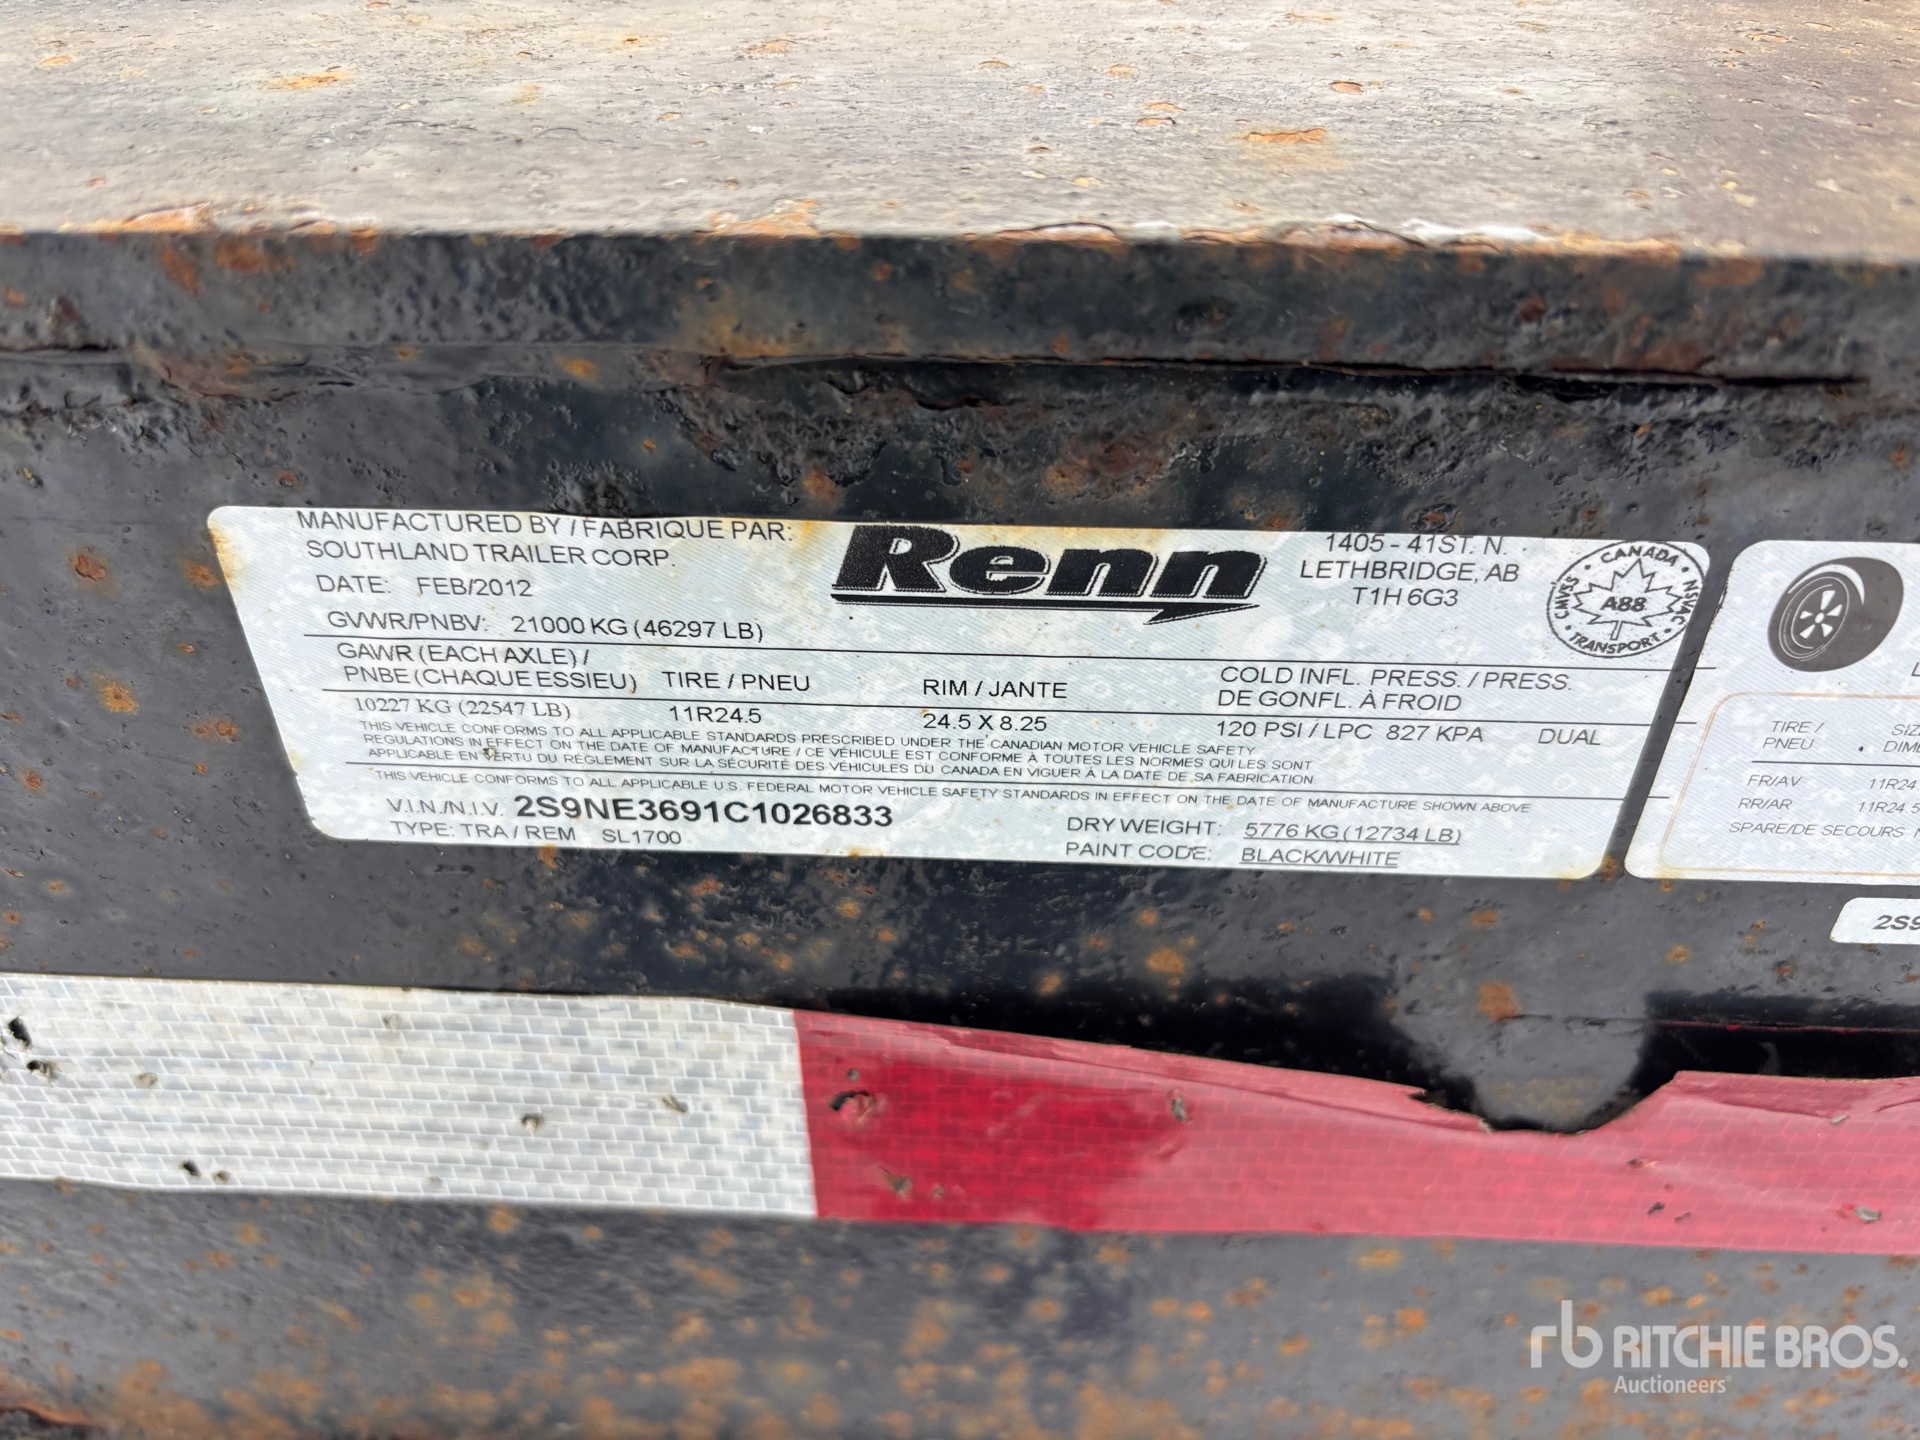 MANUFACTURED BY / FABRIQUE PAR:
SOUTHLAND TRAILER CORP.
DATE: FEB/2012
Renn
1405 - 41ST. N.
LETHBRIDGE, AB
T1H 6G3
CANADA
CMVSS
NSVAC
A88
TRANSPORT
GVWR/PNBV: 21000 KG (46297 LB)
GAWR (EACH AXLE) /
PNBE (CHAQUE ESSIEU) TIRE / PNEU RIM / JANTE COLD INFL. PRESS. / PRESS.
DE GONFL. À FROID
10227 KG (22547 LB) 11R24.5 24.5 X 8.25 120 PSI / LPC 827 KPA DUAL
THIS VEHICLE CONFORMS TO ALL APPLICABLE STANDARDS PRESCRIBED UNDER THE CANADIAN MOTOR VEHICLE SAFETY
REGULATIONS IN EFFECT ON THE DATE OF MANUFACTURE / CE VÉHICULE EST CONFORME À TOUTES LES NORMES QUI LES SONT
APPLICABLE EN VERTU DU RÈGLEMENT SUR LA SÉCURITÉ DES VÉHICULES DU CANADA EN VIGUER À LA DATE DE SA FABRICATION
THIS VEHICLE CONFORMS TO ALL APPLICABLE U.S. FEDERAL MOTOR VEHICLE SAFETY STANDARDS IN EFFECT ON THE DATE OF MANUFACTURE SHOWN ABOVE
V.I.N./N.I.V. 2S9NE3691C1026833
TYPE: TRA / REM SL1700
DRY WEIGHT: 5776 KG (12734 LB)
PAINT CODE: BLACK/WHITE
L
TIRE / SIZ
PNEU DIM
FR/AV 11R24
RR/AR 11R24.5
SPARE/DE SECOURS N
2S9
rb RITCHIE BROS.
Auctioneers